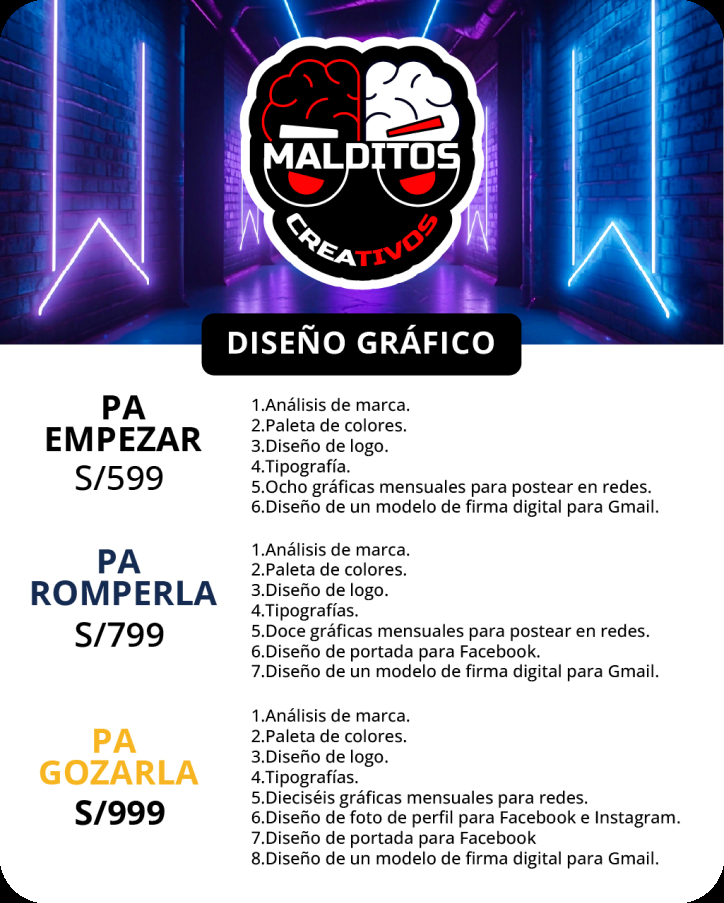 MALDITOS
CREATIVOS
DISEÑO GRÁFICO
PA
EMPEZAR
S/599
1.Análisis de marca.
2.Paleta de colores.
3.Diseño de logo.
4.Tipografía.
5.Ocho gráficas mensuales para postear en redes.
6.Diseño de un modelo de firma digital para Gmail.
PA
ROMPERLA
S/799
1.Análisis de marca.
2.Paleta de colores.
3.Diseño de logo.
4.Tipografías.
5.Doce gráficas mensuales para postear en redes.
6.Diseño de portada para Facebook.
7.Diseño de un modelo de firma digital para Gmail.
PA
GOZARLA
S/999
1.Análisis de marca.
2.Paleta de colores.
3.Diseño de logo.
4.Tipografías.
5.Dieciséis gráficas mensuales para redes.
6.Diseño de foto de perfil para Facebook e Instagram.
7.Diseño de portada para Facebook
8.Diseño de un modelo de firma digital para Gmail.